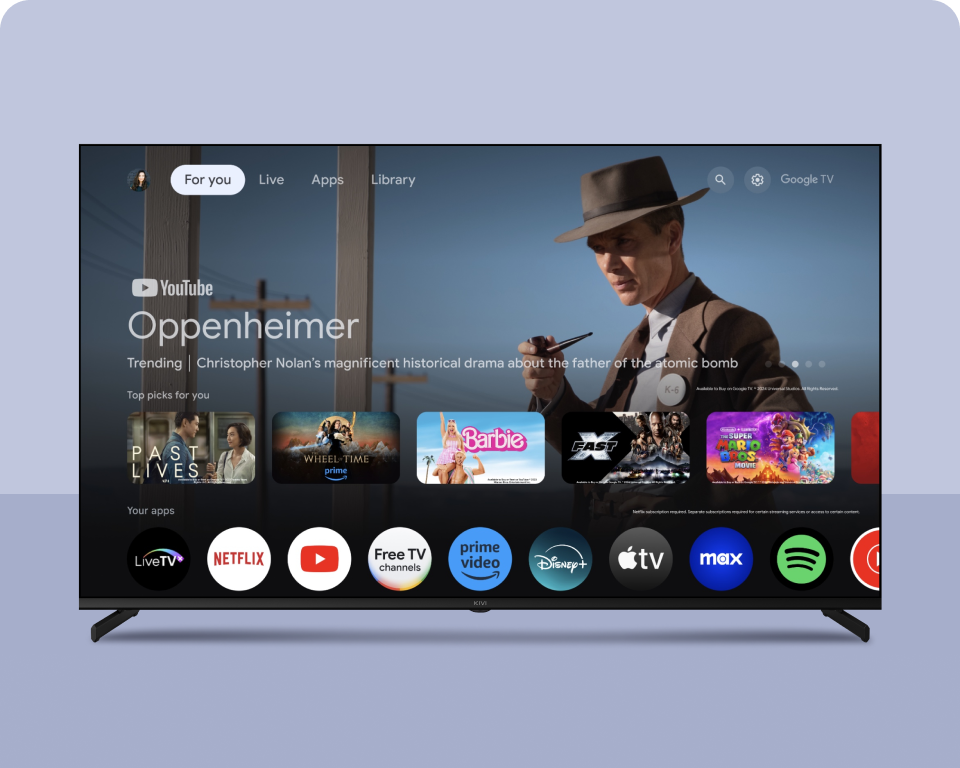 For you
Live
Apps
Library
Google TV
YouTube
Oppenheimer
Trending | Christopher Nolan's magnificent historical drama about the father of the atomic bomb
Available to Buy on Google TV © 2024 Universal Studios. All Rights Reserved.
Top picks for you
PAST
LIVES
THE
WHEEL OF TIME
prime
Barbie
FAST X
THE
SUPER
MARIO
BROS
MOVIE
Your apps
Netflix subscription required. Separate subscriptions required for certain streaming services or access to certain content.
LiveTV
NETFLIX
Free TV
channels
prime
video
Disney+
tv
max
KIVI